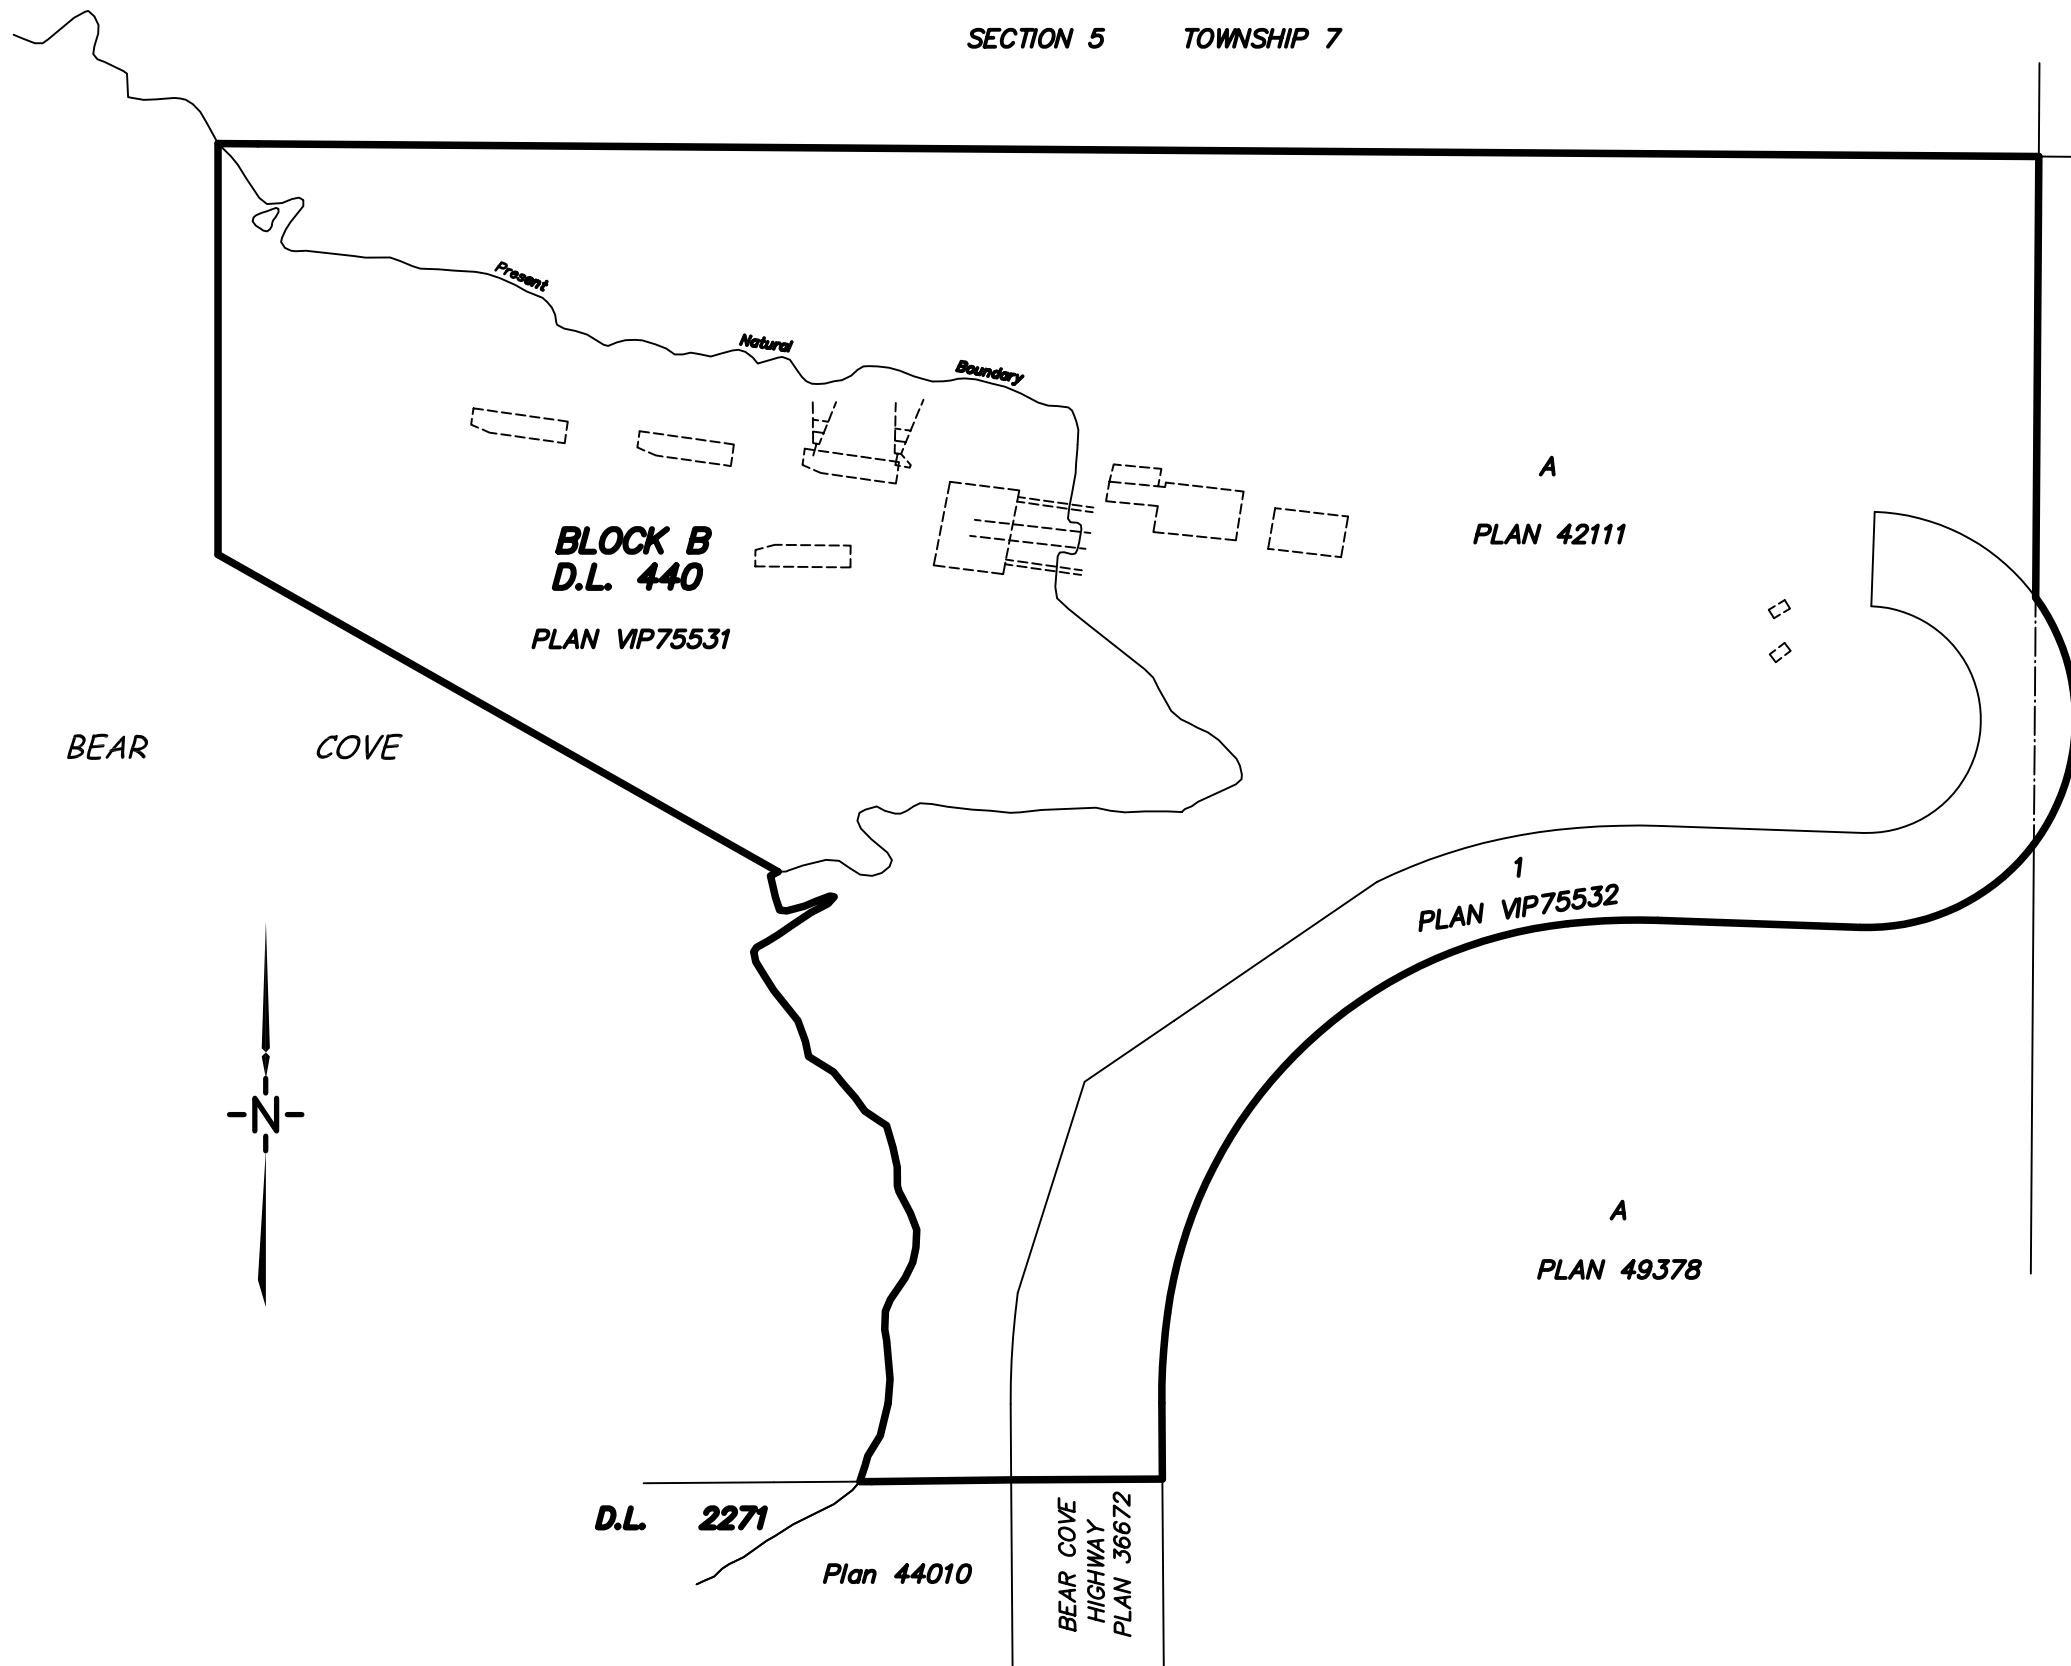 SECTION 5 TOWNSHIP 7
Present
Natural
Boundary
A
PLAN 42111
BLOCK B
D.L. 440
PLAN VIP75531
BEAR COVE
1
PLAN VIP75532
N
A
PLAN 49378
D.L. 2271
Plan 44010
BEAR COVE
HIGHWAY
PLAN 36672